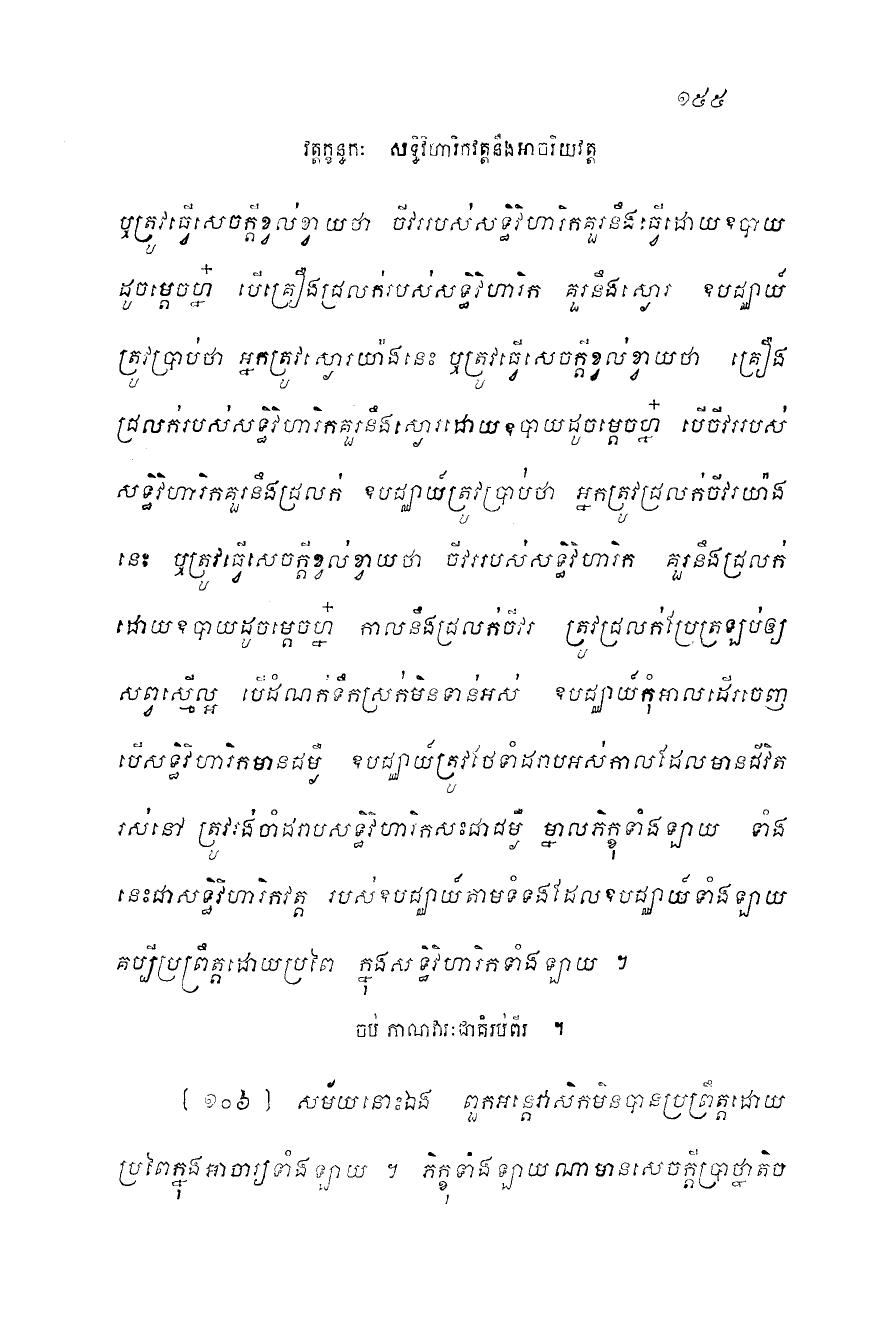 ១៥៥
វត្តក្ខន្ធកៈ សទ្ធិវិហារិកវត្តនឹងអាចរិយវត្ត
ឬត្រូវធ្វើសេចក្ដីខ្វល់ខ្វាយថា ចីវររបស់សទ្ធិវិហារិកគួរនឹងធ្វើដោយឧបាយ
ដូចម្ដេចហ្ន៎ បើគ្រឿងជ្រលក់របស់សទ្ធិវិហារិក គួរនឹងស្ងោរ ឧបជ្ឈាយ៍
ត្រូវប្រាប់ថា អ្នកត្រូវស្ងោរយ៉ាងនេះ ឬត្រូវធ្វើសេចក្ដីខ្វល់ខ្វាយថា គ្រឿង
ជ្រលក់របស់សទ្ធិវិហារិកគួរនឹងស្ងោរដោយឧបាយដូចម្ដេចហ្ន៎ បើចីវររបស់
សទ្ធិវិហារិកគួរនឹងជ្រលក់ ឧបជ្ឈាយ៍ត្រូវប្រាប់ថា អ្នកត្រូវជ្រលក់ចីវរយ៉ាង
នេះ ឬត្រូវធ្វើសេចក្ដីខ្វល់ខ្វាយថា ចីវររបស់សទ្ធិវិហារិក គួរនឹងជ្រលក់
ដោយឧបាយដូចម្ដេចហ្ន៎ កាលនឹងជ្រលក់ចីវរ ត្រូវជ្រលក់ប្រែត្រឡប់ឲ្យ
សព្វស្មើល្អ បើដំណក់ទឹកស្រក់មិនទាន់អស់ ឧបជ្ឈាយ៍កុំអាលដើរចេញ
បើសទ្ធិវិហារិកមានជម្ងឺ ឧបជ្ឈាយ៍ត្រូវថែទាំដរាបអស់កាលដែលមានជីវិត
រស់នៅ ត្រូវរង់ចាំដរាបសទ្ធិវិហារិកសះជាជម្ងឺ ម្នាលភិក្ខុទាំងឡាយ ទាំង
នេះជាសទ្ធិវិហារិកវត្ត របស់ឧបជ្ឈាយ៍តាមទំទងដែលឧបជ្ឈាយ៍ទាំងឡាយ
គប្បីប្រព្រឹត្តដោយប្រពៃ ក្នុងសទ្ធិវិហារិកទាំងឡាយ ។
ចប់ ភាណវារៈជាគំរប់ពីរ ។
[ ១០៦ ] សម័យនោះឯង ពួកអន្តេវាសិកមិនបានប្រព្រឹត្តដោយ
ប្រពៃក្នុងអាចារ្យទាំងឡាយ ។ ភិក្ខុទាំងឡាយណាមានសេចក្ដីប្រាថ្នាតិច